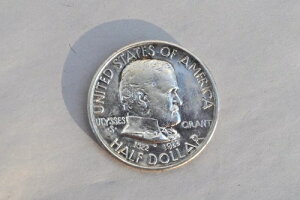 UNITED STATES OF AMERICA
ULYSSES GRANT
1822 1922
HALF DOLLAR